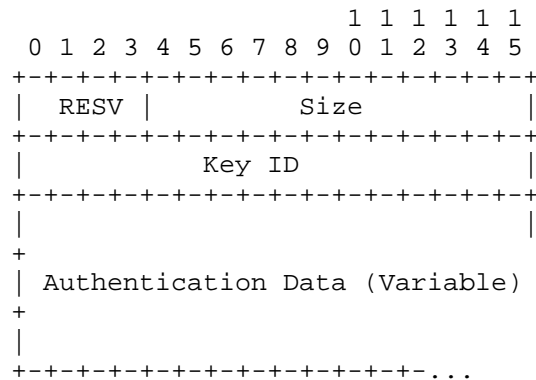 1 1 1 1 1 1
 0 1 2 3 4 5 6 7 8 9 0 1 2 3 4 5
+-+-+-+-+-+-+-+-+-+-+-+-+-+-+-+-+
|  RESV |         Size          |
+-+-+-+-+-+-+-+-+-+-+-+-+-+-+-+-+
|            Key ID             |
+-+-+-+-+-+-+-+-+-+-+-+-+-+-+-+-+
|                               |
+
| Authentication Data (Variable)
+
|
+-+-+-+-+-+-+-+-+-+-+-+-+-...